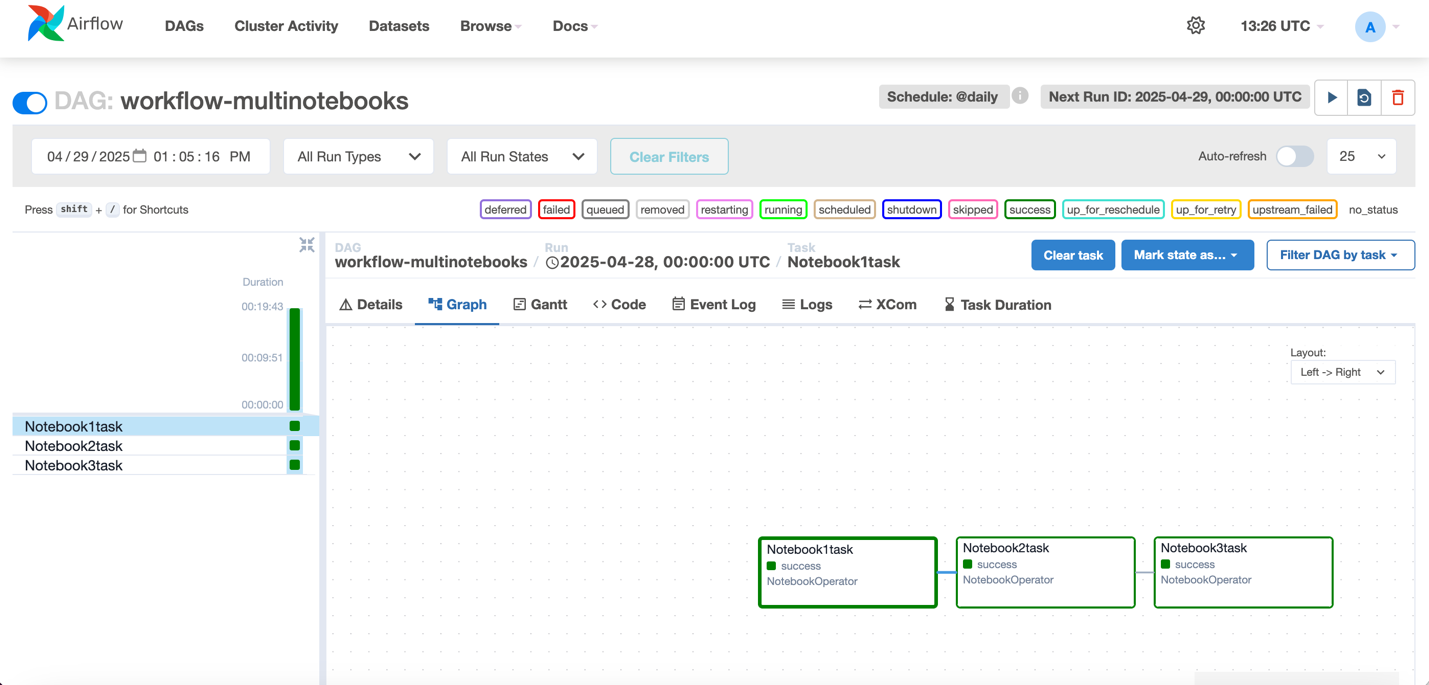 Airflow DAGs Cluster Activity Datasets Browse Docs 13:26 UTC A
DAG: workflow-multinotebooks Schedule: @daily i Next Run ID: 2025-04-29, 00:00:00 UTC
04/29/2025 01:05:16 PM All Run Types All Run States Clear Filters Auto-refresh 25
Press shift + / for Shortcuts deferred failed queued removed restarting running scheduled shutdown skipped success up_for_reschedule up_for_retry upstream_failed no_status
Duration
00:19:43
00:09:51
00:00:00
Notebook1task
Notebook2task
Notebook3task
DAG Run Task
workflow-multinotebooks / 2025-04-28, 00:00:00 UTC / Notebook1task
Clear task Mark state as... Filter DAG by task
Details Graph Gantt <> Code Event Log Logs XCom Task Duration
Layout:
Left -> Right
Notebook1task
success
NotebookOperator
Notebook2task
success
NotebookOperator
Notebook3task
success
NotebookOperator